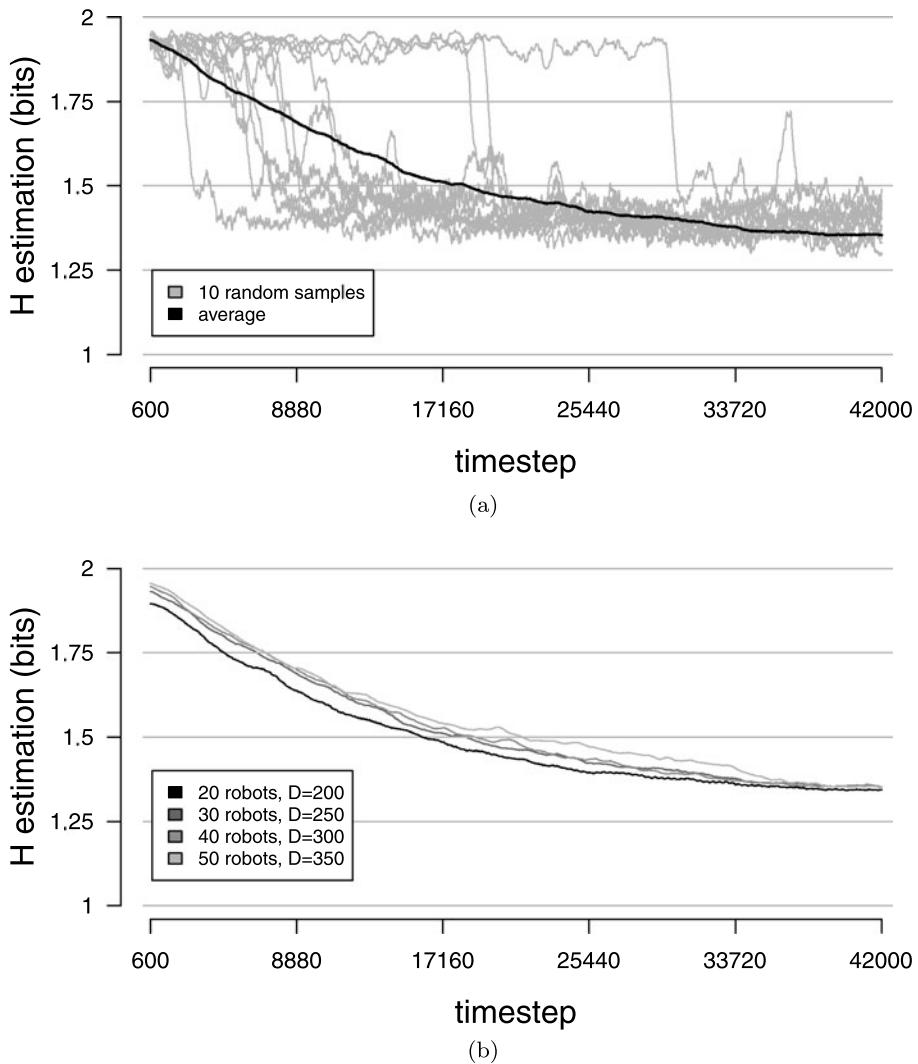 2
1.75
1.5
1.25
1
H estimation (bits)
10 random samples
average
600 8880 17160 25440 33720 42000
timestep
(a)
2
1.75
1.5
1.25
1
H estimation (bits)
20 robots, D=200
30 robots, D=250
40 robots, D=300
50 robots, D=350
600 8880 17160 25440 33720 42000
timestep
(b)